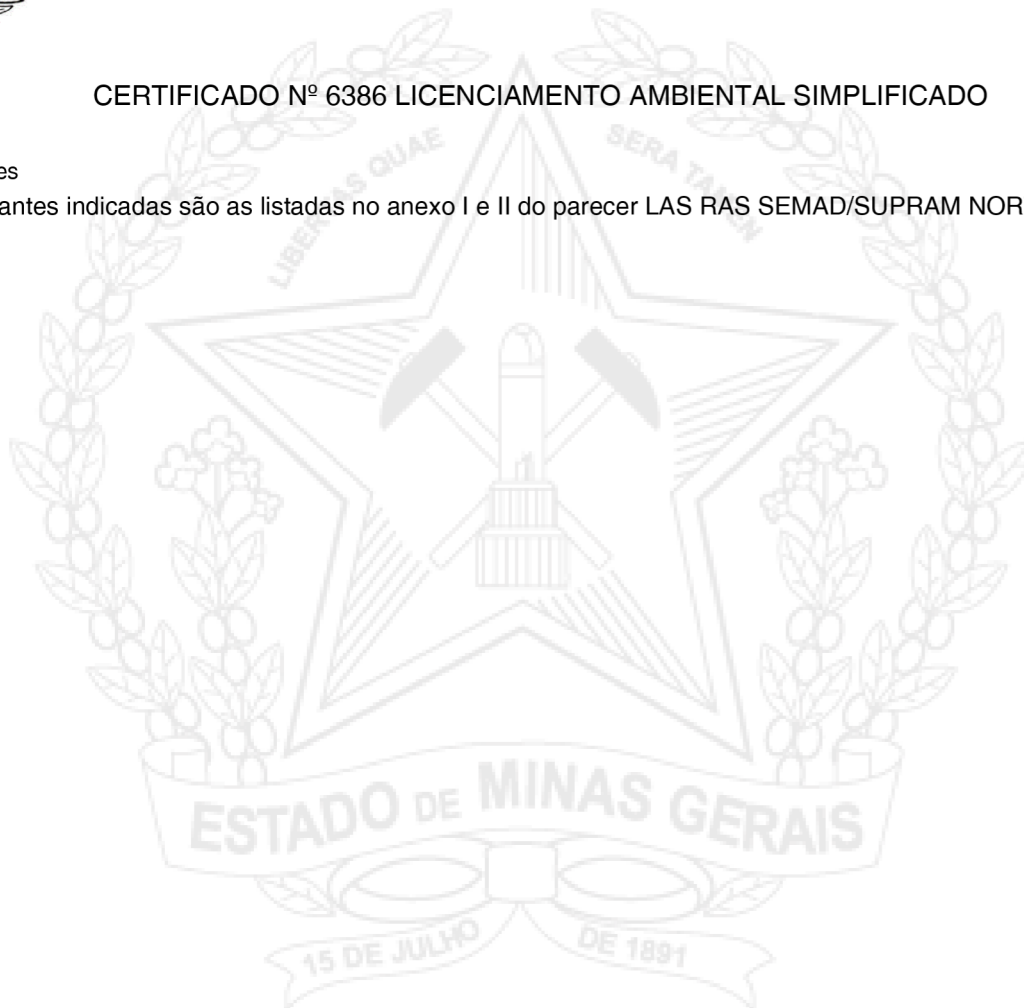 CERTIFICADO Nº 6386 LICENCIAMENTO AMBIENTAL SIMPLIFICADO
es
antes indicadas são as listadas no anexo I e II do parecer LAS RAS SEMAD/SUPRAM NOR
LIBERTAS QUAE SERA TAMEN
ESTADO DE MINAS GERAIS
15 DE JULHO DE 1891